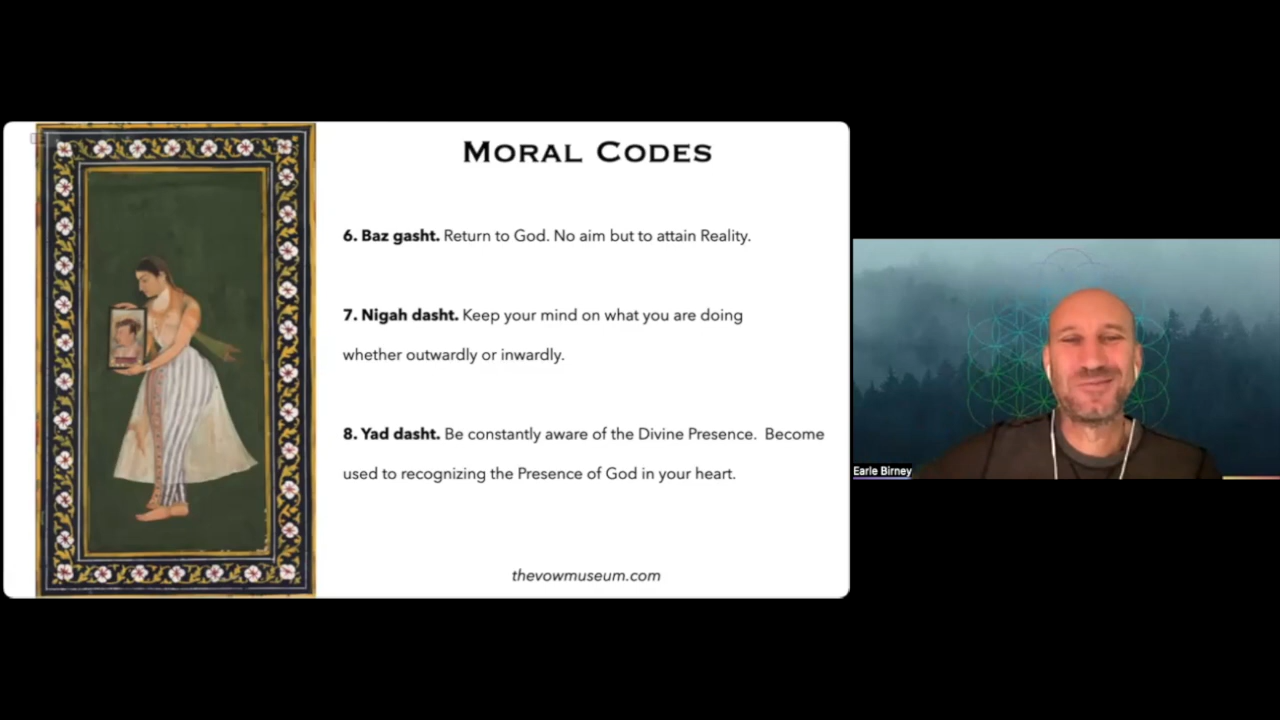 MORAL CODES
6. Baz gasht. Return to God. No aim but to attain Reality.
7. Nigah dasht. Keep your mind on what you are doing
whether outwardly or inwardly.
8. Yad dasht. Be constantly aware of the Divine Presence.  Become
used to recognizing the Presence of God in your heart.
thevowmuseum.com
Earle Birney